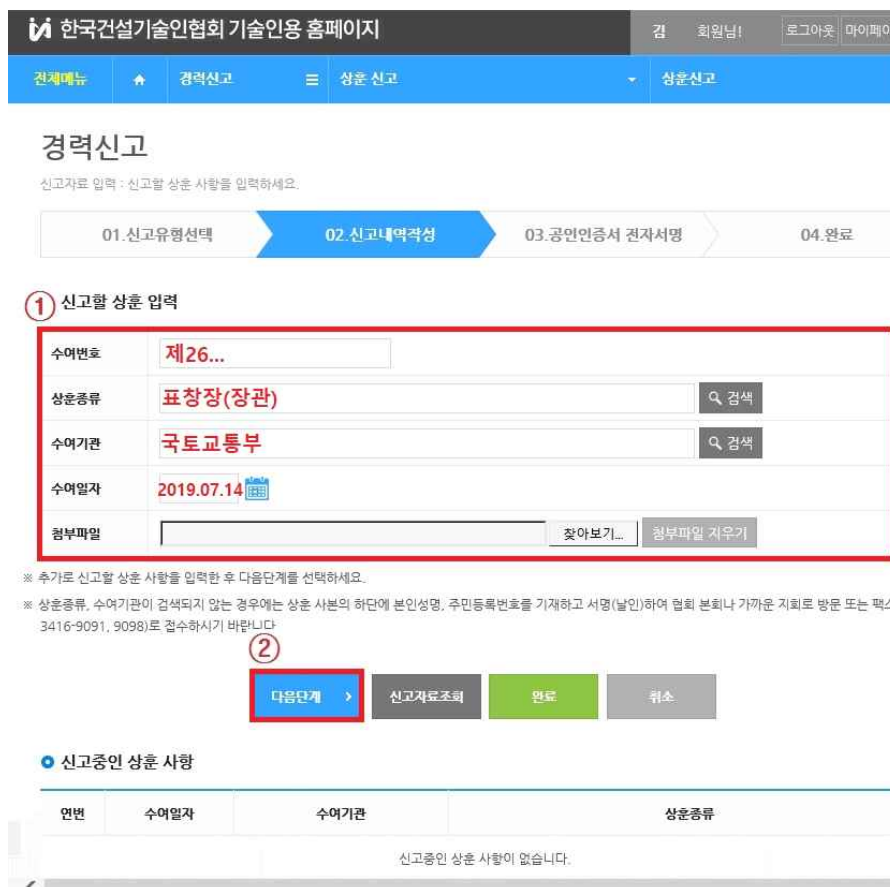 한국건설기술인협회 기술인용 홈페이지 김 회원님! 로그아웃 마이페이
전체메뉴 경력신고 상훈 신고 상훈신고
경력신고
신고자료 입력 : 신고할 상훈 사항을 입력하세요.
01.신고유형선택 02.신고내역작성 03.공인인증서 전자서명 04.완료
① 신고할 상훈 입력
수여번호 제26...
상훈종류 표창장(장관) 검색
수여기관 국토교통부 검색
수여일자 2019.07.14
첨부파일 찾아보기... 첨부파일 지우기
※ 추가로 신고할 상훈 사항을 입력한 후 다음단계를 선택하세요.
※ 상훈종류, 수여기관이 검색되지 않는 경우에는 상훈 사본의 하단에 본인성명, 주민등록번호를 기재하고 서명(날인)하여 협회 본회나 가까운 지회로 방문 또는 팩스
3416-9091, 9098)로 접수하시기 바랍니다
②
다음단계 > 신고자료조회 완료 취소
신고중인 상훈 사항
연번 수여일자 수여기관 상훈종류
신고중인 상훈 사항이 없습니다.